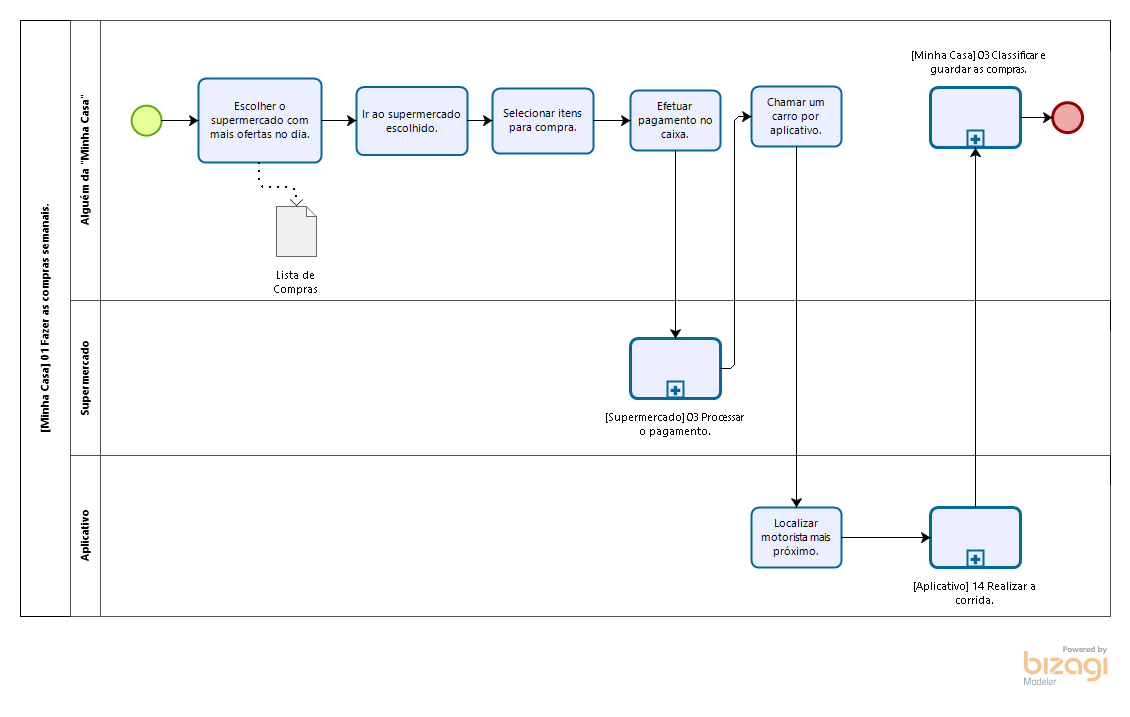 [Minha Casa] 01 Fazer as compras semanais.
Alguém da "Minha Casa"
Escolher o
supermercado com
mais ofertas no dia.
Ir ao supermercado
escolhido.
Selecionar itens
para compra.
Efetuar
pagamento no
caixa.
Chamar um
carro por
aplicativo.
[Minha Casa] 03 Classificar e
guardar as compras.
Lista de
Compras
Supermercado
[Supermercado] 03 Processar
o pagamento.
Aplicativo
Localizar
motorista mais
próximo.
[Aplicativo] 14 Realizar a
corrida.
Powered by
bizagi
Modeler